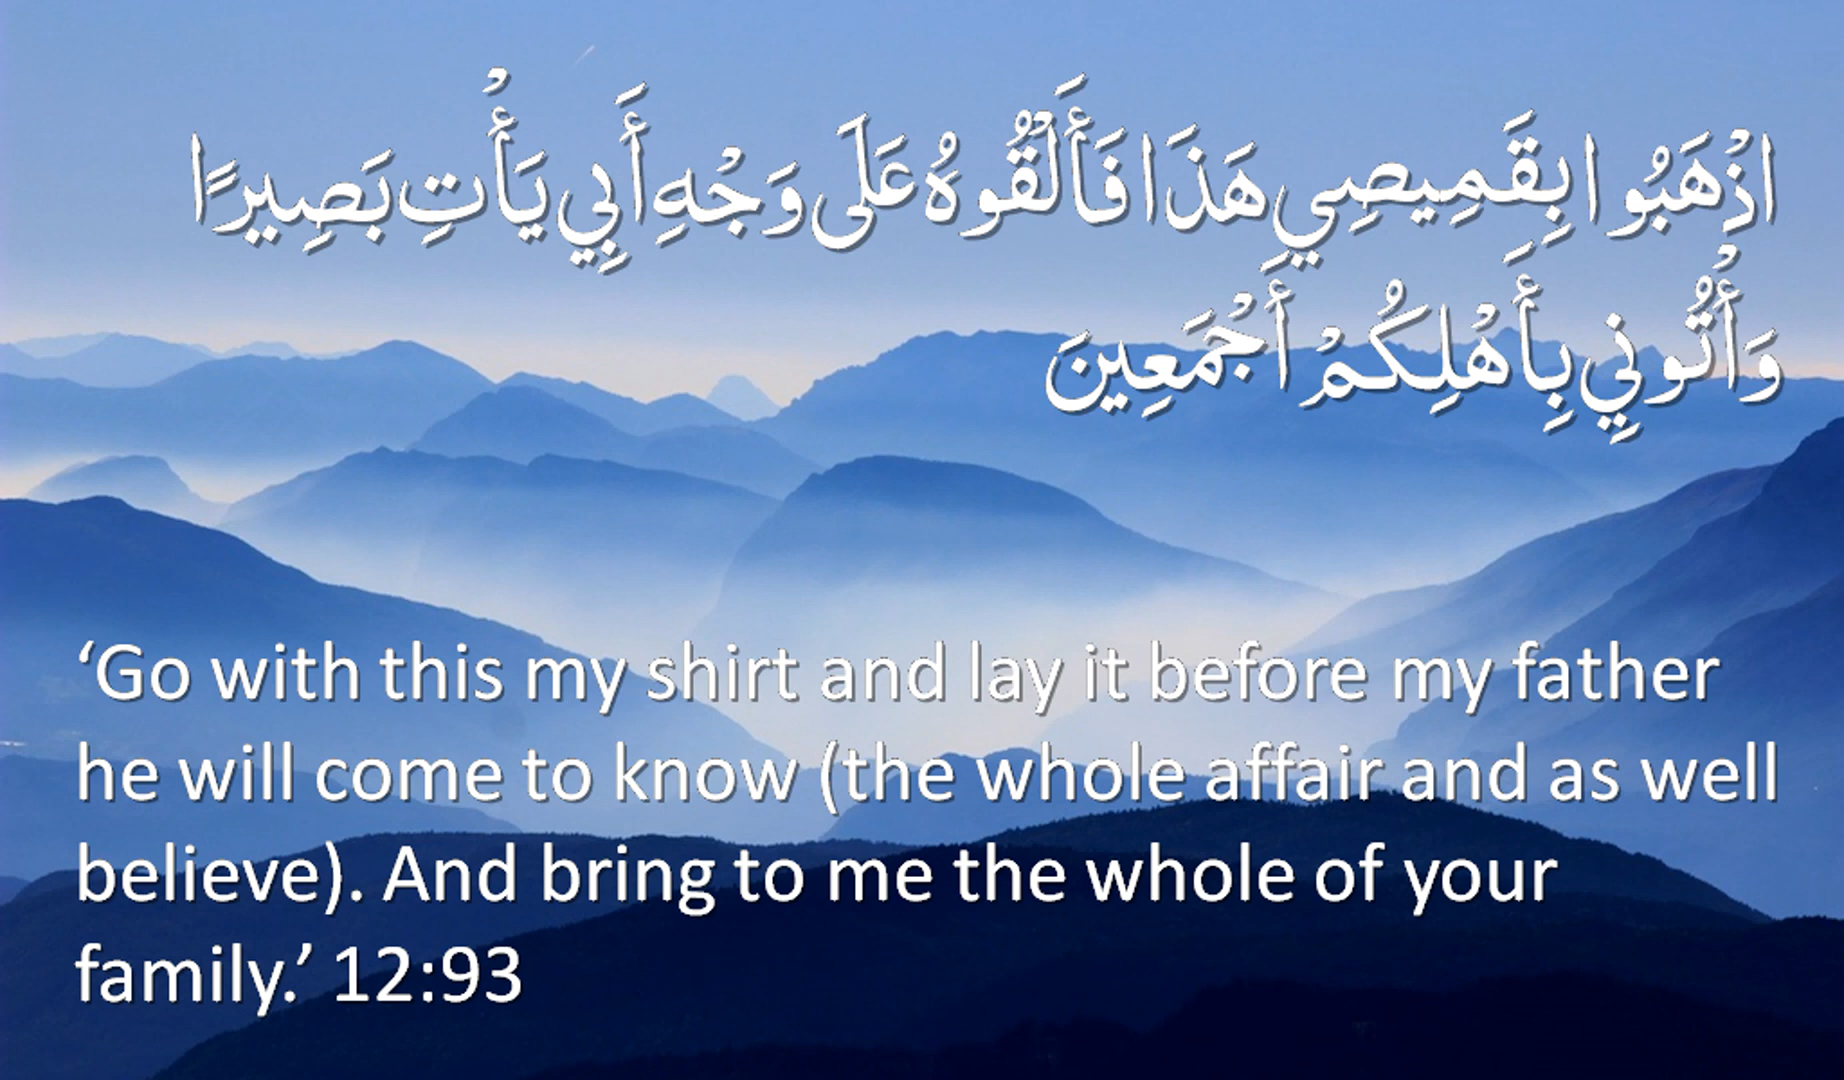 اذْهَبُوا بِقَمِيصِي هَذَا فَأَلْقُوهُ عَلَى وَجْهِ أَبِي يَأْتِ بَصِيرًا
وَأْتُونِي بِأَهْلِكُمْ أَجْمَعِينَ
‘Go with this my shirt and lay it before my father
he will come to know (the whole affair and as well
believe). And bring to me the whole of your
family.’ 12:93